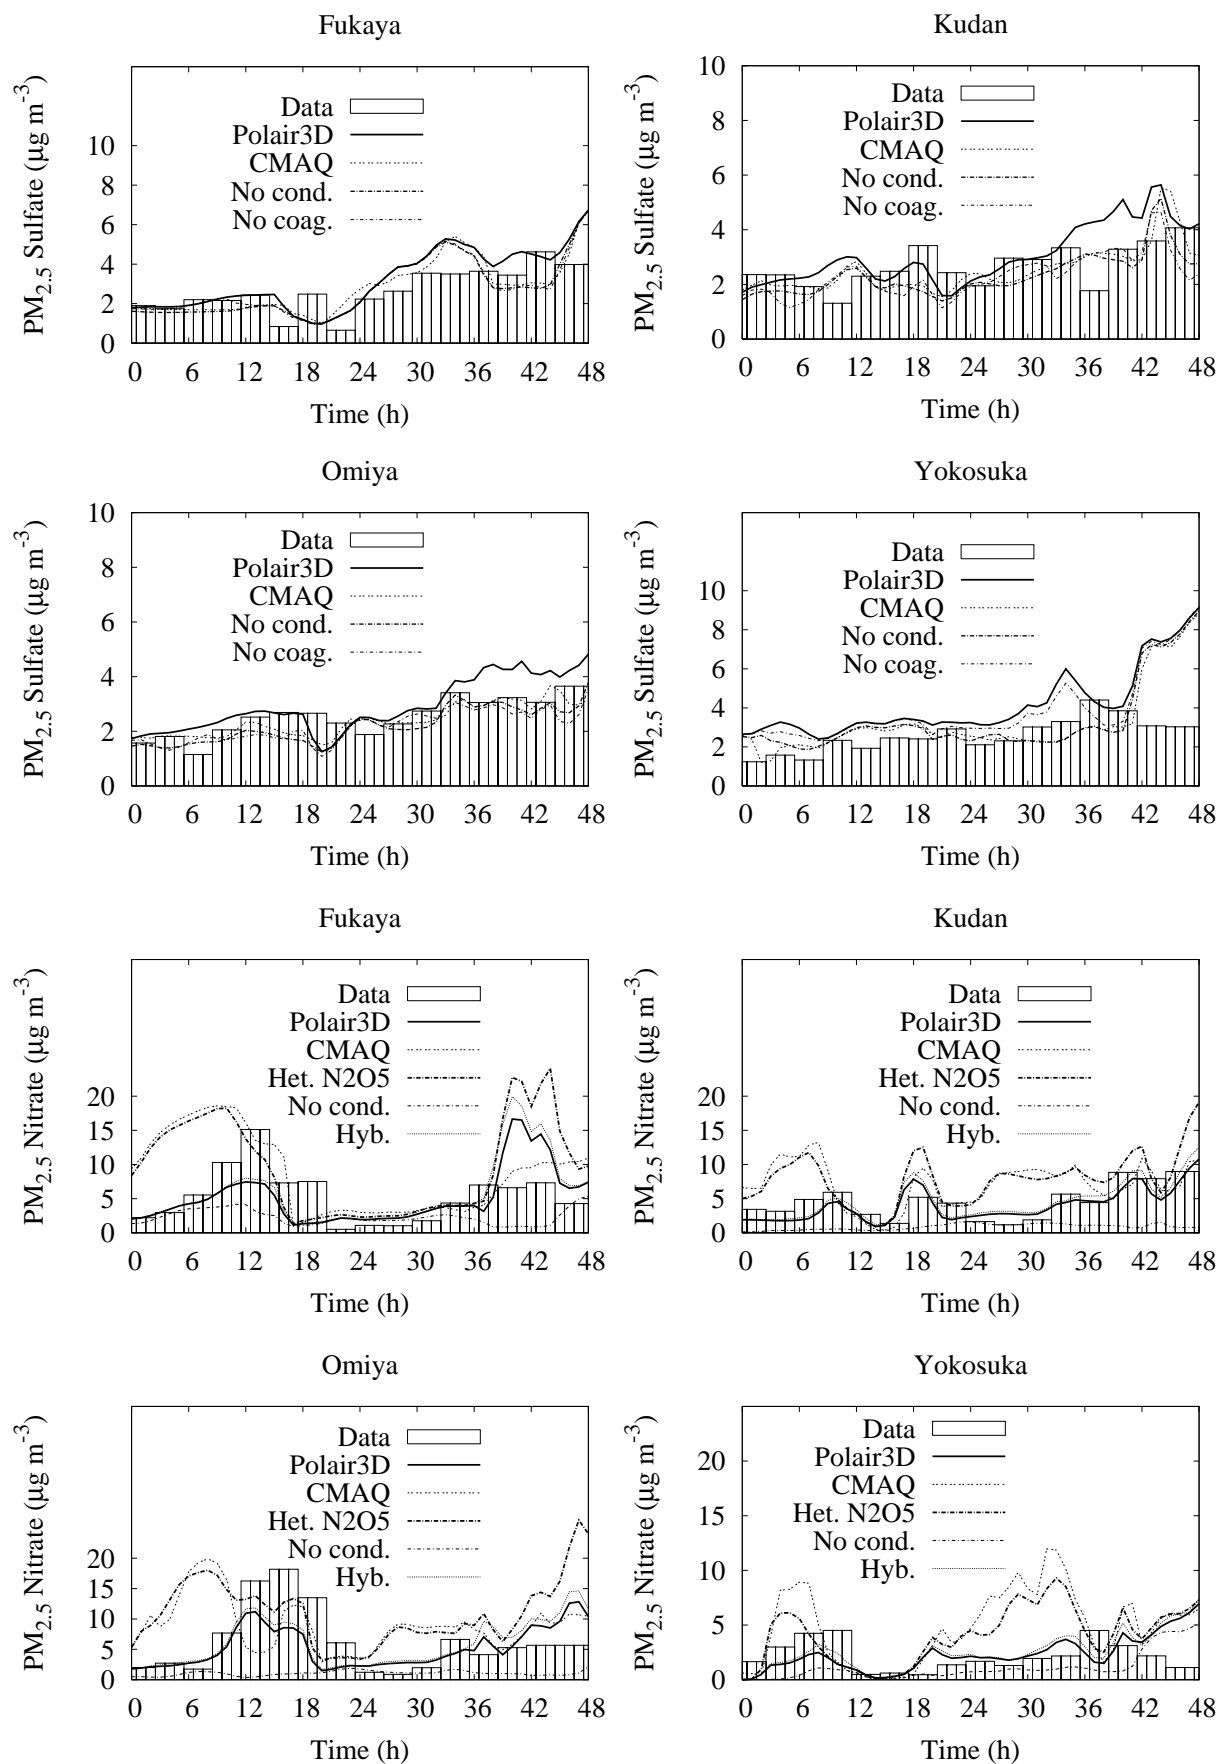 Fukaya
PM2.5 Sulfate (µg m-3)
Data
Polair3D
CMAQ
No cond.
No coag.
10
8
6
4
2
0
0 6 12 18 24 30 36 42 48
Time (h)
Kudan
PM2.5 Sulfate (µg m-3)
Data
Polair3D
CMAQ
No cond.
No coag.
10
8
6
4
2
0
0 6 12 18 24 30 36 42 48
Time (h)
Omiya
PM2.5 Sulfate (µg m-3)
Data
Polair3D
CMAQ
No cond.
No coag.
10
8
6
4
2
0
0 6 12 18 24 30 36 42 48
Time (h)
Yokosuka
PM2.5 Sulfate (µg m-3)
Data
Polair3D
CMAQ
No cond.
No coag.
10
8
6
4
2
0
0 6 12 18 24 30 36 42 48
Time (h)
Fukaya
PM2.5 Nitrate (µg m-3)
Data
Polair3D
CMAQ
Het. N2O5
No cond.
Hyb.
20
15
10
5
0
0 6 12 18 24 30 36 42 48
Time (h)
Kudan
PM2.5 Nitrate (µg m-3)
Data
Polair3D
CMAQ
Het. N2O5
No cond.
Hyb.
20
15
10
5
0
0 6 12 18 24 30 36 42 48
Time (h)
Omiya
PM2.5 Nitrate (µg m-3)
Data
Polair3D
CMAQ
Het. N2O5
No cond.
Hyb.
20
15
10
5
0
0 6 12 18 24 30 36 42 48
Time (h)
Yokosuka
PM2.5 Nitrate (µg m-3)
Data
Polair3D
CMAQ
Het. N2O5
No cond.
Hyb.
20
15
10
5
0
0 6 12 18 24 30 36 42 48
Time (h)